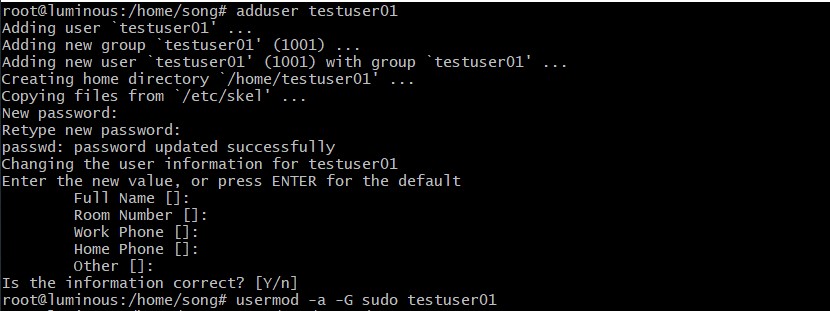 root@luminous:/home/song# adduser testuser01
Adding user `testuser01' ...
Adding new group `testuser01' (1001) ...
Adding new user `testuser01' (1001) with group `testuser01' ...
Creating home directory `/home/testuser01' ...
Copying files from `/etc/skel' ...
New password:
Retype new password:
passwd: password updated successfully
Changing the user information for testuser01
Enter the new value, or press ENTER for the default
        Full Name []:
        Room Number []:
        Work Phone []:
        Home Phone []:
        Other []:
Is the information correct? [Y/n]
root@luminous:/home/song# usermod -a -G sudo testuser01